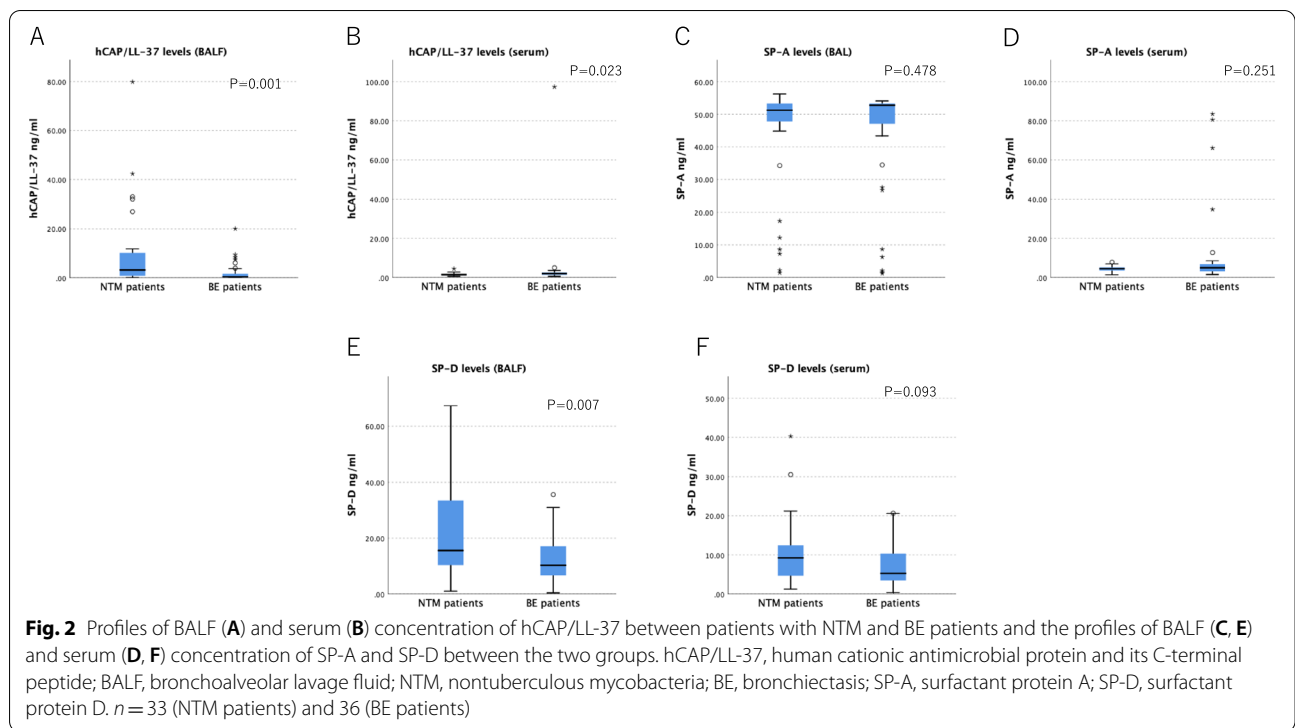 A
hCAP/LL-37 levels (BALF)
P=0.001
hCAP/LL-37 ng/ml
80.00
60.00
40.00
20.00
.00
NTM patients BE patients
B
hCAP/LL-37 levels (serum)
P=0.023
hCAP/LL-37 ng/ml
100.00
80.00
60.00
40.00
20.00
.00
NTM patients BE patients
C
SP-A levels (BAL)
P=0.478
SP-A ng/ml
60.00
50.00
40.00
30.00
20.00
10.00
.00
NTM patients BE patients
D
SP-A levels (serum)
P=0.251
SP-A ng/ml
100.00
80.00
60.00
40.00
20.00
.00
NTM patients BE patients
E
SP-D levels (BALF)
P=0.007
SP-D ng/ml
60.00
40.00
20.00
.00
NTM patients BE patients
F
SP-D levels (serum)
P=0.093
SP-D ng/ml
50.00
40.00
30.00
20.00
10.00
.00
NTM patients BE patients
Fig. 2 Profiles of BALF (A) and serum (B) concentration of hCAP/LL-37 between patients with NTM and BE patients and the profiles of BALF (C, E)
and serum (D, F) concentration of SP-A and SP-D between the two groups. hCAP/LL-37, human cationic antimicrobial protein and its C-terminal
peptide; BALF, bronchoalveolar lavage fluid; NTM, nontuberculous mycobacteria; BE, bronchiectasis; SP-A, surfactant protein A; SP-D, surfactant
protein D. n = 33 (NTM patients) and 36 (BE patients)